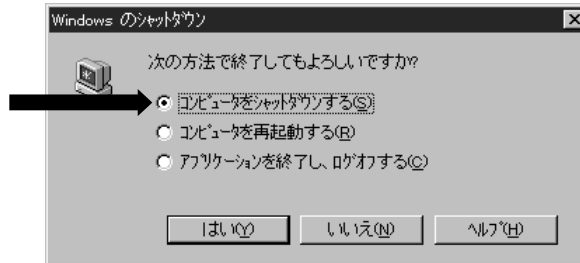 Windows のｼｬｯﾄﾀﾞｳﾝ
次の方法で終了してもよろしいですか?
ｺﾝﾋﾟｭｰﾀをｼｬｯﾄﾀﾞｳﾝする(S)
ｺﾝﾋﾟｭｰﾀを再起動する(R)
ｱﾌﾟﾘｹｰｼｮﾝを終了し、ﾛｸﾞｵﾌする(C)
はい(Y)
いいえ(N)
ﾍﾙﾌﾟ(H)